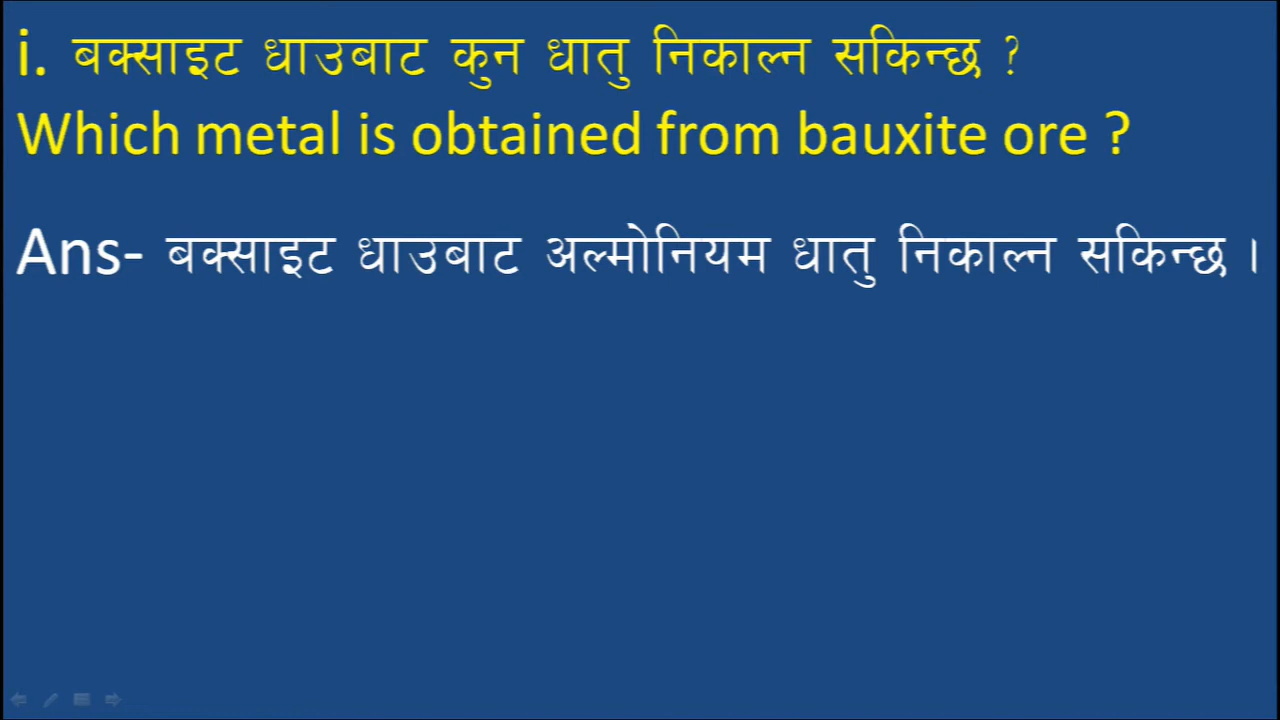 i. बक्साइट धाउबाट कुन धातु निकाल्न सकिन्छ ?
Which metal is obtained from bauxite ore ?
Ans- बक्साइट धाउबाट अल्मोनियम धातु निकाल्न सकिन्छ ।